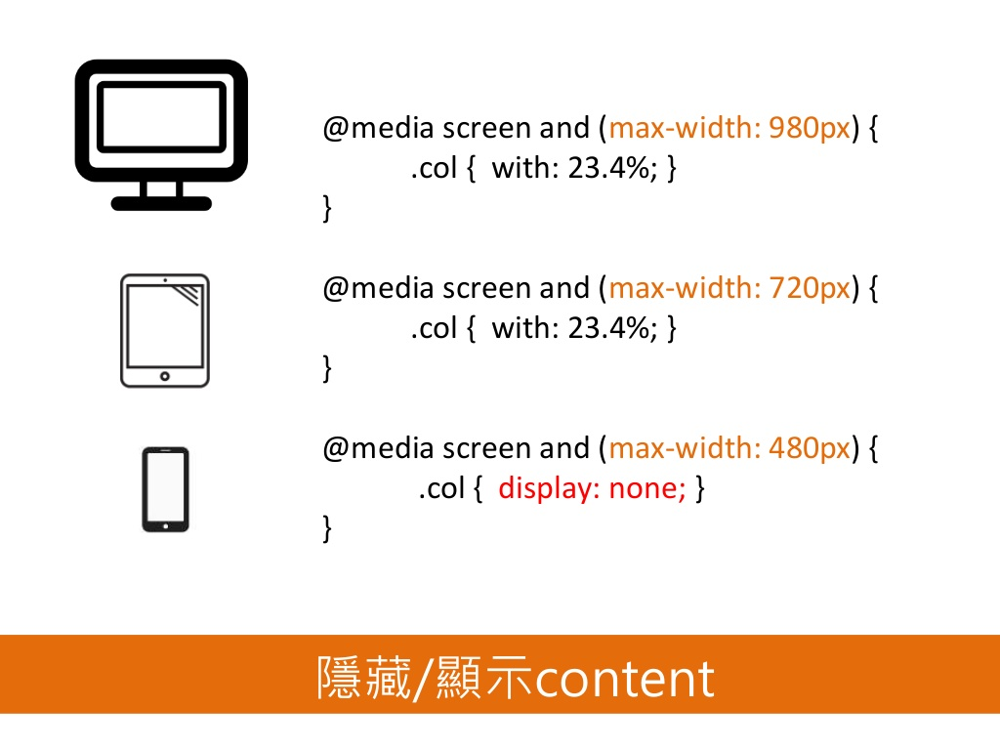 @media screen and (max-width: 980px) {
.col { with: 23.4%; }
}
@media screen and (max-width: 720px) {
.col { with: 23.4%; }
}
@media screen and (max-width: 480px) {
.col { display: none; }
}
隱藏/顯示content